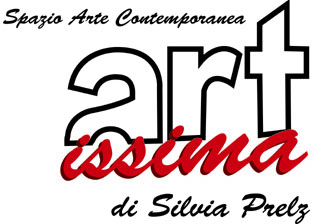 Spazio Arte Contemporanea
art
issima
di Silvia Prelz